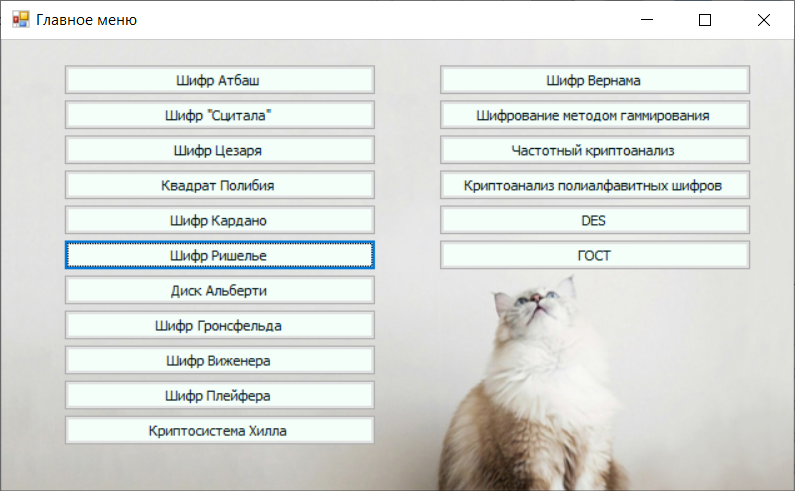 Главное меню
Шифр Атбаш
Шифр "Сцитала"
Шифр Цезаря
Квадрат Полибия
Шифр Кардано
Шифр Ришелье
Диск Альберти
Шифр Гронсфельда
Шифр Виженера
Шифр Плейфера
Криптосистема Хилла
Шифр Вернама
Шифрование методом гаммирования
Частотный криптоанализ
Криптоанализ полиалфавитных шифров
DES
ГОСТ